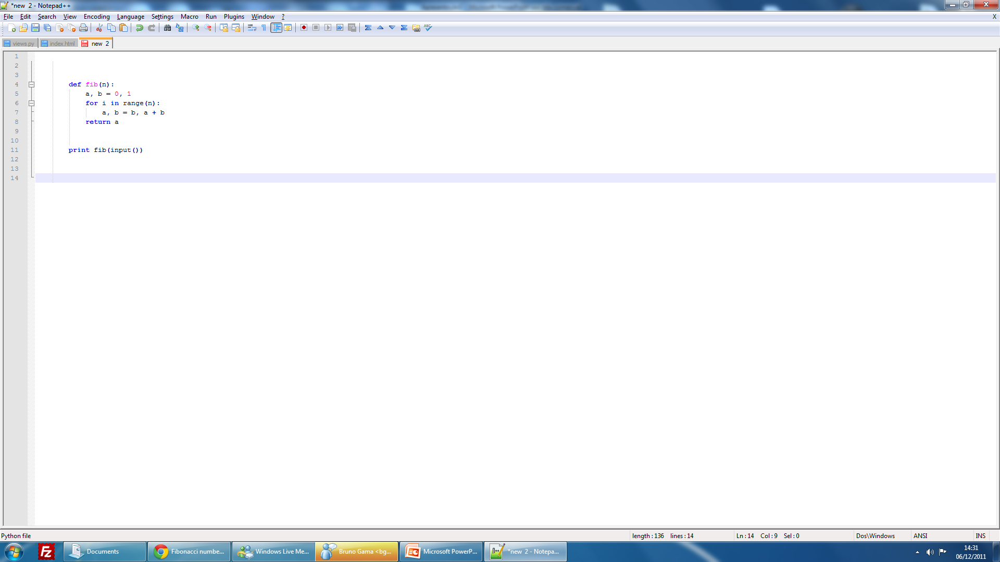 *new  2 - Notepad++
File Edit Search View Encoding Language Settings Macro Run Plugins Window ? X
views.py index.html new  2
1
2
3
4 def fib(n):
5 a, b = 0, 1
6 for i in range(n):
7 a, b = b, a + b
8 return a
9
10
11 print fib(input())
12
13
14
Python file length : 136 lines : 14 Ln : 14 Col : 9 Sel : 0 Dos\Windows ANSI INS
Fz Documents Fibonacci numbe... Windows Live Me... Bruno Gama <bg... Microsoft PowerP... *new  2 - Notepa... 14:31
06/12/2011